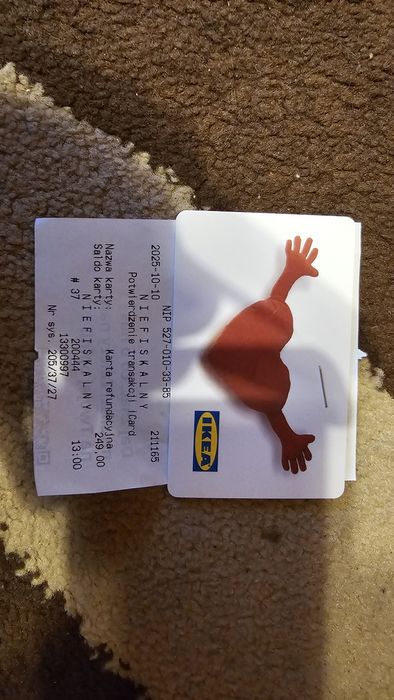 NIP 527-010-33-85
2025-10-10 211165
N I E F I S K A L N Y
Potwierdzenie transakcji iCard
Nazwa karty: Karta refundacyjna
Saldo karty: 249,00
N I E F I S K A L N Y
# 37 200444 13:00
13300997
Nr sys. 205/37/27
IKEA